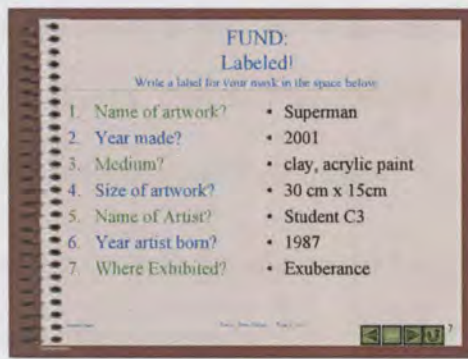 FUND:
Labeled!
Write a label for your mask in the space below
1. Name of artwork? • Superman
2. Year made? • 2001
3. Medium? • clay, acrylic paint
4. Size of artwork? • 30 cm x 15cm
5. Name of Artist? • Student C3
6. Year artist born? • 1987
7. Where Exhibited? • Exuberance
7